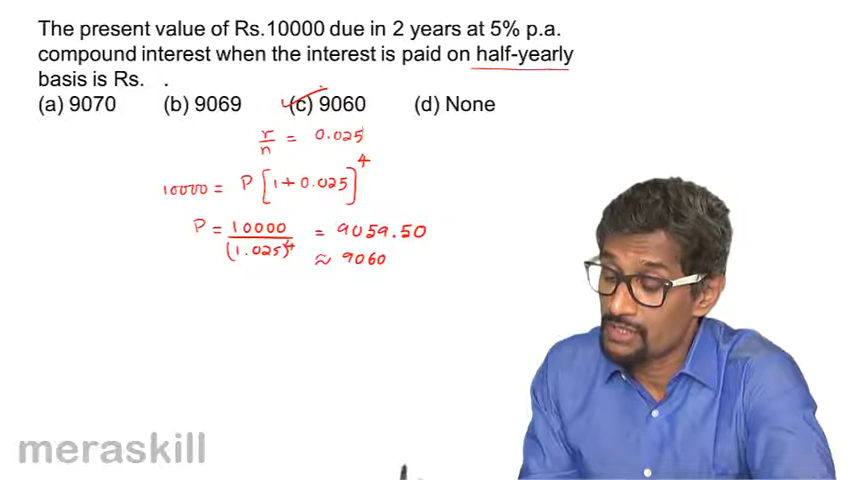 The present value of Rs.10000 due in 2 years at 5% p.a.
compound interest when the interest is paid on half-yearly
basis is Rs. .
(a) 9070 (b) 9069 (c) 9060 (d) None
r/n = 0.025
10000 = P [1+0.025]^4
P = 10000/(1.025)^4 = 9059.50
≈ 9060
meraskill